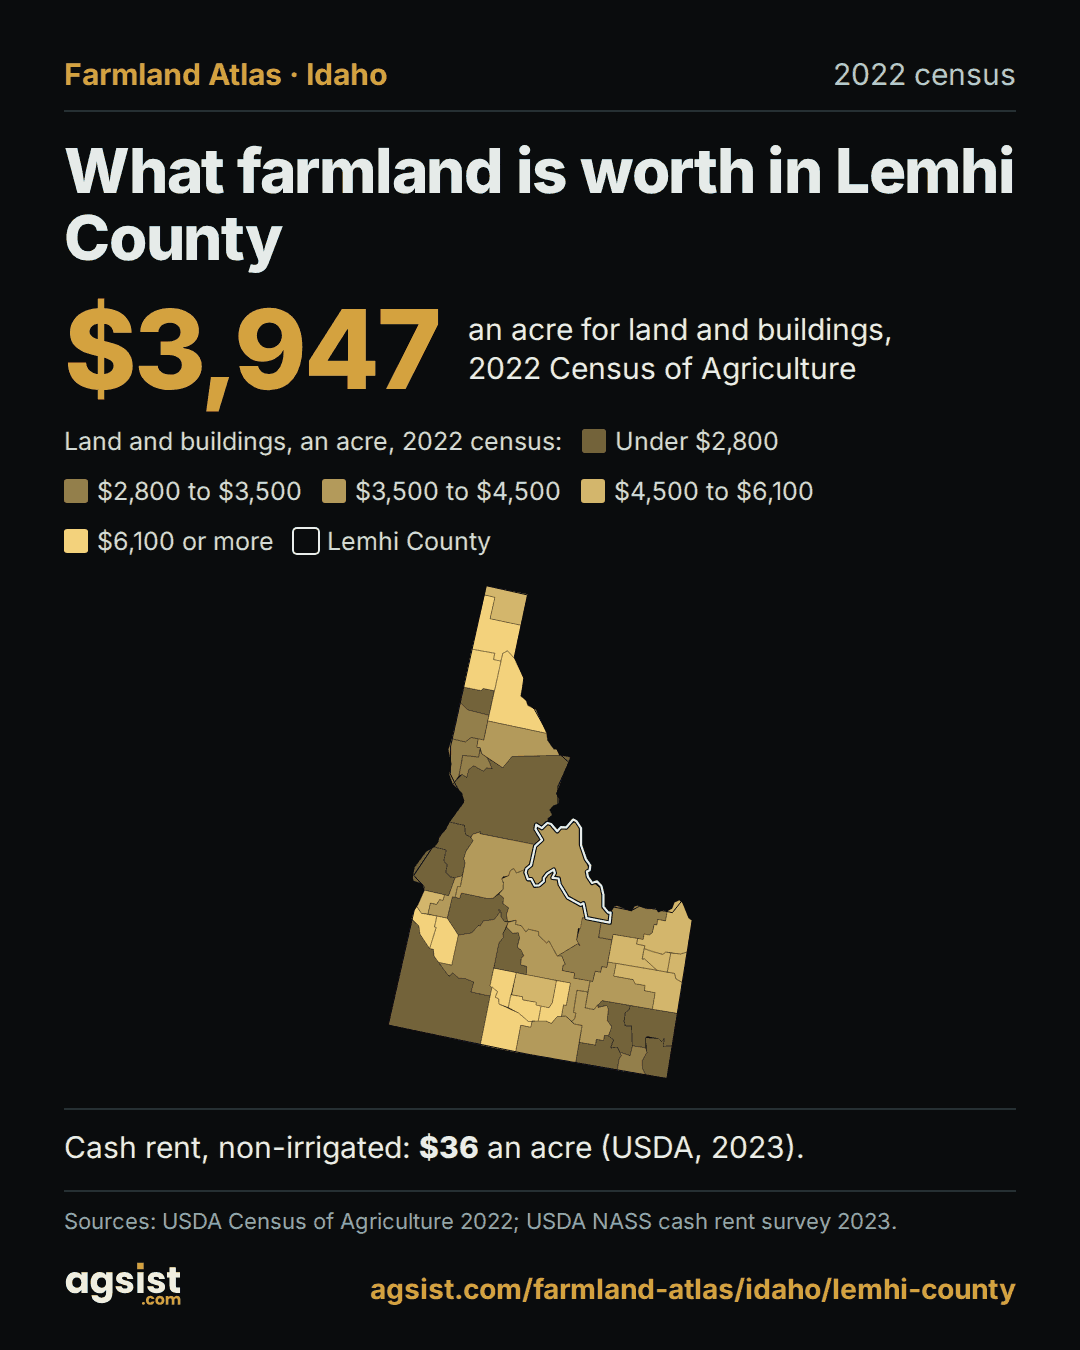 Farmland Atlas · Idaho
2022 census
What farmland is worth in Lemhi
County
$3,947
an acre for land and buildings,
2022 Census of Agriculture
Land and buildings, an acre, 2022 census: Under $2,800
$2,800 to $3,500 $3,500 to $4,500 $4,500 to $6,100
$6,100 or more Lemhi County
Cash rent, non-irrigated: $36 an acre (USDA, 2023).
Sources: USDA Census of Agriculture 2022; USDA NASS cash rent survey 2023.
agsist
.com
agsist.com/farmland-atlas/idaho/lemhi-county